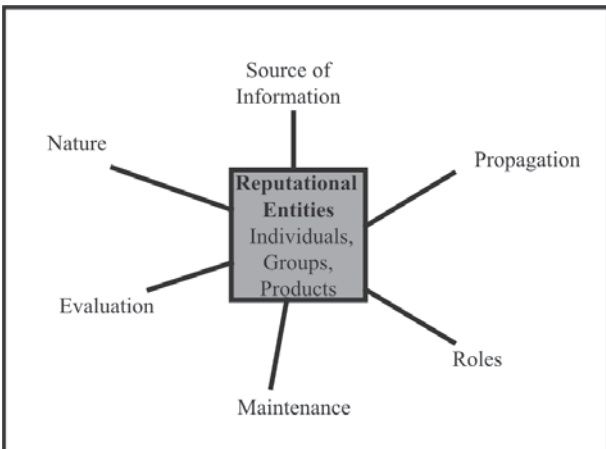 Source of
Information
Nature
Propagation
Reputational
Entities
Individuals,
Groups,
Products
Evaluation
Roles
Maintenance